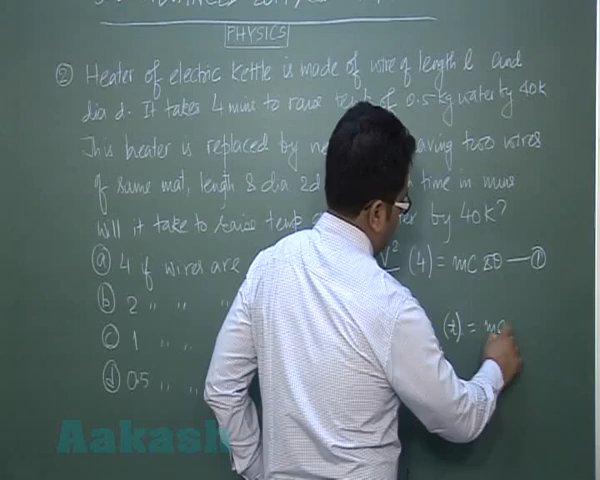 PHYSICS
② Heater of electric kettle is made of wire of length l and
dia d. It takes 4 mins to raise temp of 0.5 kg water by 40K
This heater is replaced by having two wires
of same mat, length & dia 2d time in mins
will it take to raise temp by 40K?
ⓐ 4 if wires are V² (4) = mC Δθ — ①
ⓑ 2 " "
(t) = mC
ⓒ 1 " "
ⓓ 0.5 " "
Aakash